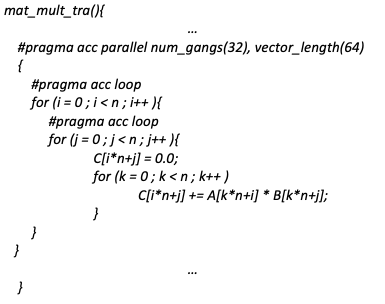 mat_mult_tra(){
...
#pragma acc parallel num_gangs(32), vector_length(64)
{
#pragma acc loop
for (i = 0 ; i < n ; i++ ){
#pragma acc loop
for (j = 0 ; j < n ; j++ ){
C[i*n+j] = 0.0;
for (k = 0 ; k < n ; k++ )
C[i*n+j] += A[k*n+i] * B[k*n+j];
}
}
}
...
}